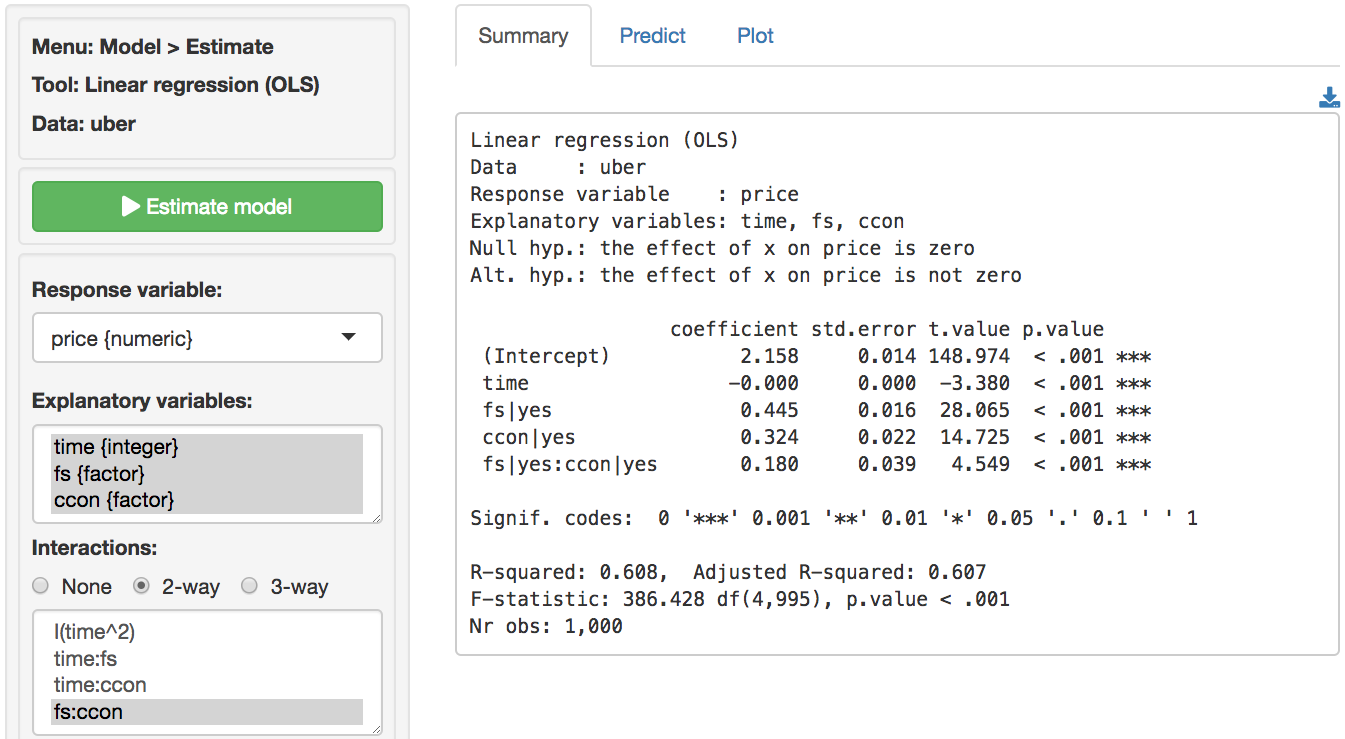 Menu: Model > Estimate
Tool: Linear regression (OLS)
Data: uber
Estimate model
Response variable:
price {numeric}
Explanatory variables:
time {integer}
fs {factor}
ccon {factor}
Interactions:
None 2-way 3-way
I(time^2)
time:fs
time:ccon
fs:ccon
Summary Predict Plot
Linear regression (OLS)
Data     : uber
Response variable    : price
Explanatory variables: time, fs, ccon
Null hyp.: the effect of x on price is zero
Alt. hyp.: the effect of x on price is not zero
coefficient std.error t.value p.value
(Intercept) 2.158 0.014 148.974 < .001 ***
time -0.000 0.000 -3.380 < .001 ***
fs|yes 0.445 0.016 28.065 < .001 ***
ccon|yes 0.324 0.022 14.725 < .001 ***
fs|yes:ccon|yes 0.180 0.039 4.549 < .001 ***
Signif. codes:  0 '***' 0.001 '**' 0.01 '*' 0.05 '.' 0.1 ' ' 1
R-squared: 0.608,  Adjusted R-squared: 0.607
F-statistic: 386.428 df(4,995), p.value < .001
Nr obs: 1,000